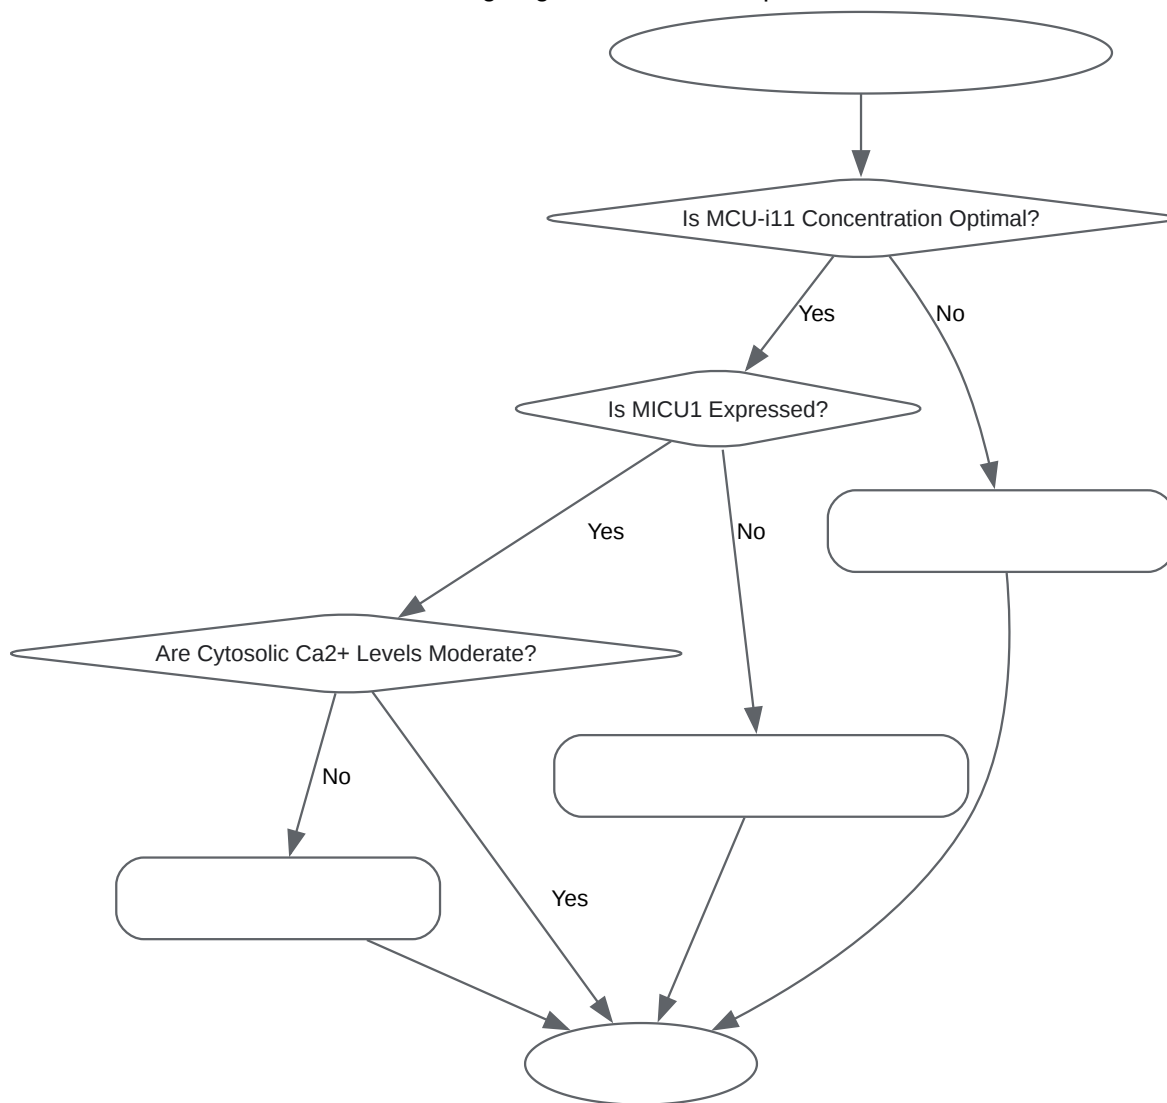 Is MCU-i11 Concentration Optimal?
Yes
No
Is MICU1 Expressed?
Yes
No
Are Cytosolic Ca2+ Levels Moderate?
No
Yes